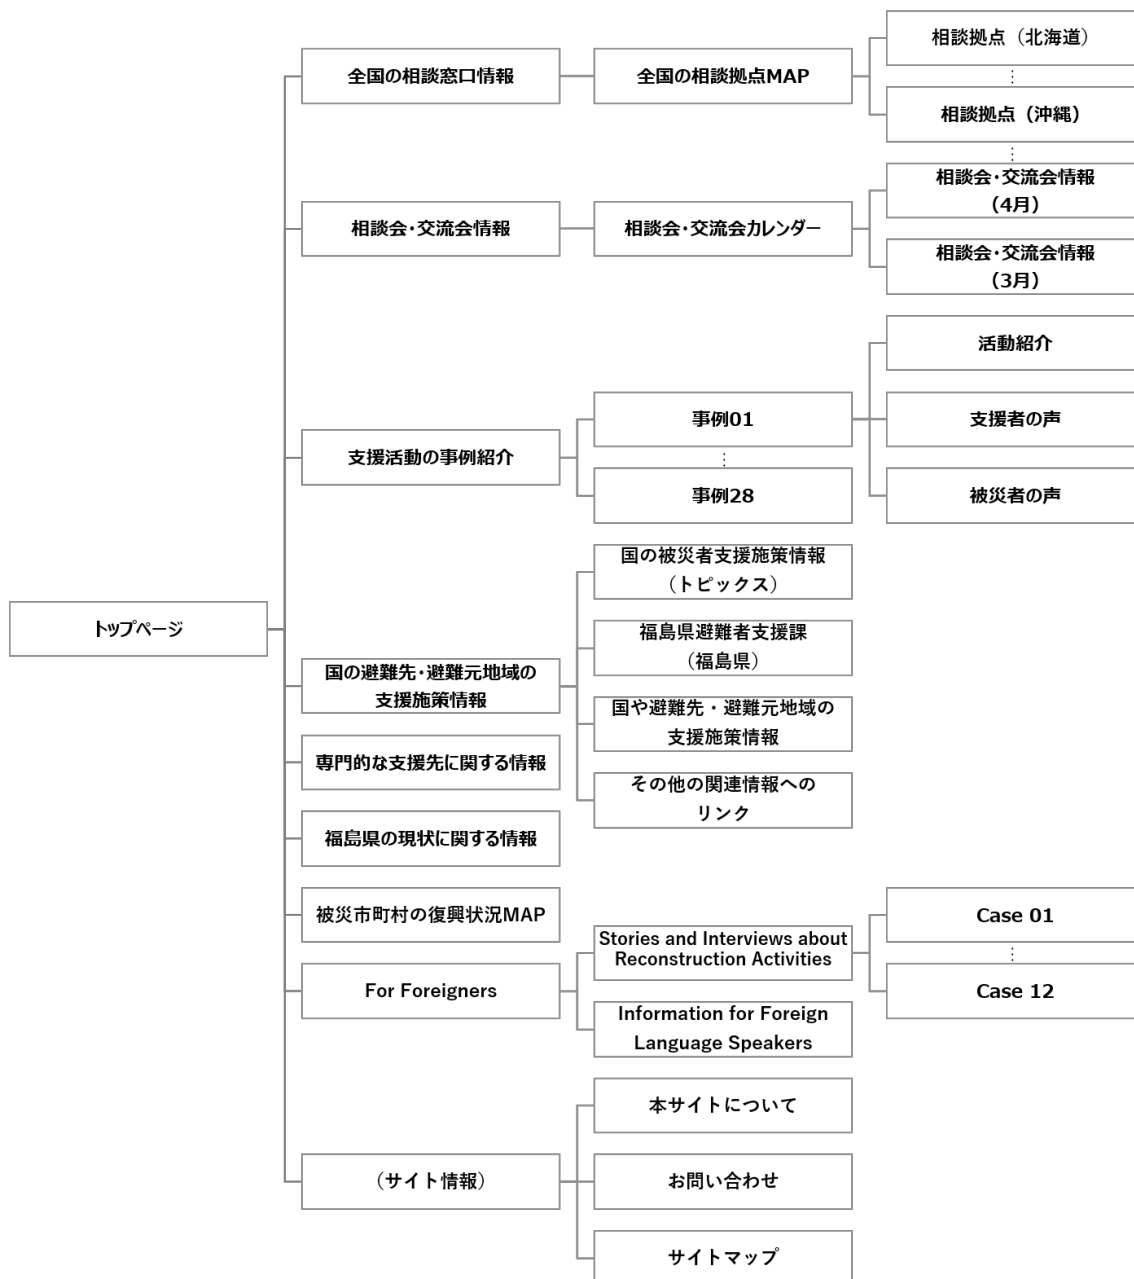 トップページ
全国の相談窓口情報
全国の相談拠点MAP
相談拠点（北海道）
相談拠点（沖縄）
相談会・交流会情報
相談会・交流会カレンダー
相談会・交流会情報
（4月）
相談会・交流会情報
（3月）
支援活動の事例紹介
事例01
活動紹介
支援者の声
被災者の声
事例28
国の避難先・避難元地域の
支援施策情報
国の被災者支援施策情報
（トピックス）
福島県避難者支援課
（福島県）
国や避難先・避難元地域の
支援施策情報
その他の関連情報への
リンク
専門的な支援先に関する情報
福島県の現状に関する情報
被災市町村の復興状況MAP
For Foreigners
Stories and Interviews about
Reconstruction Activities
Case 01
Case 12
Information for Foreign
Language Speakers
（サイト情報）
本サイトについて
お問い合わせ
サイトマップ